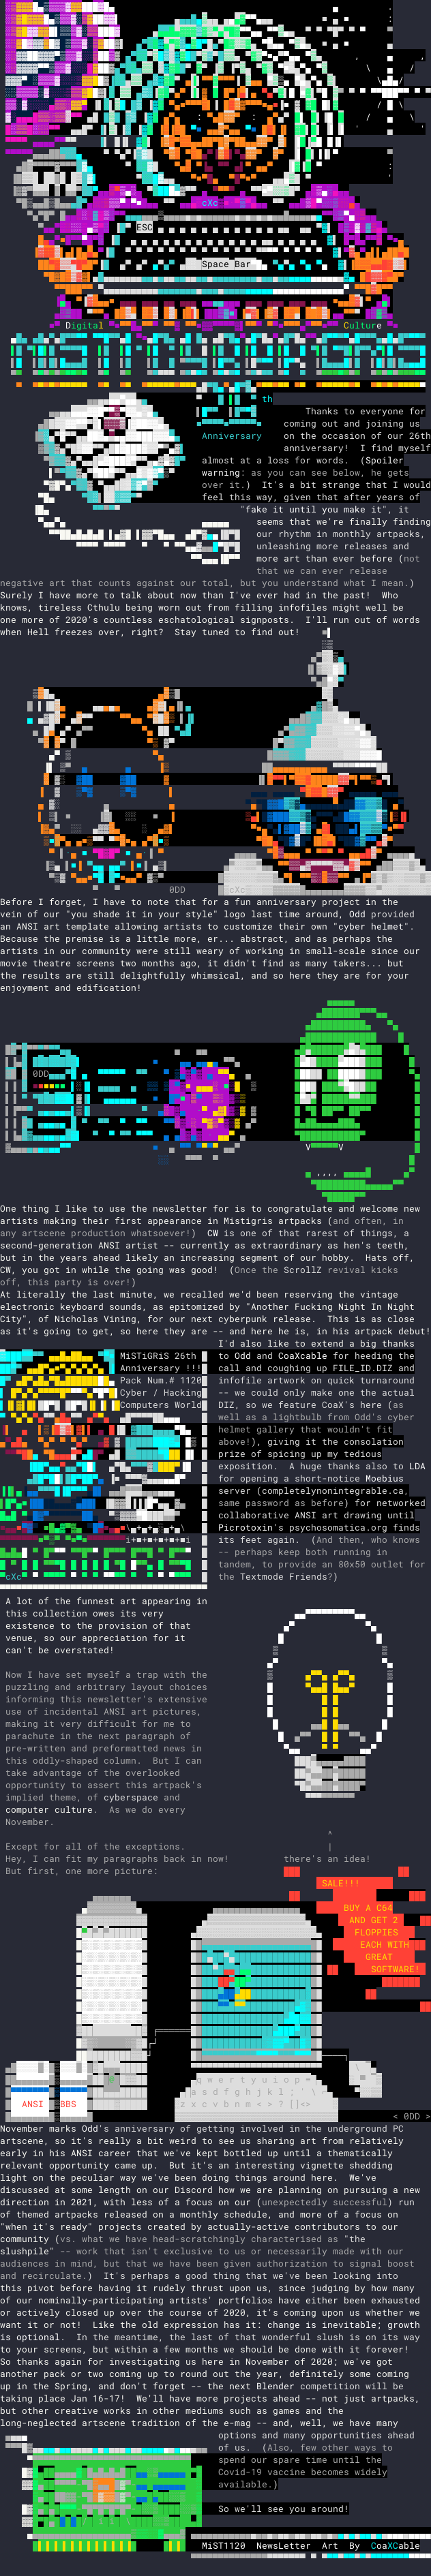 cXc
ESC
Space Bar
Digital Culture
th
Anniversary
Thanks to everyone for
coming out and joining us
on the occasion of our 26th
anniversary!  I find myself
almost at a loss for words.  (Spoiler
warning: as you can see below, he gets
over it.)  It's a bit strange that I would
feel this way, given that after years of
"fake it until you make it", it
seems that we're finally finding
our rhythm in monthly artpacks,
unleashing more releases and
more art than ever before (not
that we can ever release
negative art that counts against our total, but you understand what I mean.)
Surely I have more to talk about now than I've ever had in the past!  Who
knows, tireless Cthulu being worn out from filling infofiles might well be
one more of 2020's countless eschatological signposts.  I'll run out of words
when Hell freezes over, right?  Stay tuned to find out!
0DD
cXc
Before I forget, I have to note that for a fun anniversary project in the
vein of our "you shade it in your style" logo last time around, Odd provided
an ANSI art template allowing artists to customize their own "cyber helmet".
Because the premise is a little more, er... abstract, and as perhaps the
artists in our community were still weary of working in small-scale since our
movie theatre screens two months ago, it didn't find as many takers... but
the results are still delightfully whimsical, and so here they are for your
enjoyment and edification!
0DD
One thing I like to use the newsletter for is to congratulate and welcome new
artists making their first appearance in Mistigris artpacks (and often, in
any artscene production whatsoever!)  CW is one of that rarest of things, a
second-generation ANSI artist -- currently as extraordinary as hen's teeth,
but in the years ahead likely an increasing segment of our hobby.  Hats off,
CW, you got in while the going was good!  (Once the ScrollZ revival kicks
off, this party is over!)
At literally the last minute, we recalled we'd been reserving the vintage
electronic keyboard sounds, as epitomized by "Another Fucking Night In Night
City", of Nicholas Vining, for our next cyberpunk release.  This is as close
as it's going to get, so here they are -- and here he is, in his artpack debut!
MiSTiGRiS 26th
Anniversary !!!
Pack Num.# 1120
Cyber / Hacking
Computers World
cXc
I'd also like to extend a big thanks
to Odd and CoaXcable for heeding the
call and coughing up FILE_ID.DIZ and
infofile artwork on quick turnaround
-- we could only make one the actual
DIZ, so we feature CoaX's here (as
well as a lightbulb from Odd's cyber
helmet gallery that wouldn't fit
above!), giving it the consolation
prize of spicing up my tedious
exposition.  A huge thanks also to LDA
for opening a short-notice Moebius
server (completelynonintegrable.ca,
same password as before) for networked
collaborative ANSI art drawing until
Picrotoxin's psychosomatica.org finds
its feet again.  (And then, who knows
-- perhaps keep both running in
tandem, to provide an 80x50 outlet for
the Textmode Friends?)
A lot of the funnest art appearing in
this collection owes its very
existence to the provision of that
venue, so our appreciation for it
can't be overstated!
Now I have set myself a trap with the
puzzling and arbitrary layout choices
informing this newsletter's extensive
use of incidental ANSI art pictures,
making it very difficult for me to
parachute in the next paragraph of
pre-written and preformatted news in
this oddly-shaped column.  But I can
take advantage of the overlooked
opportunity to assert this artpack's
implied theme, of cyberspace and
computer culture.  As we do every
November.
Except for all of the exceptions.
Hey, I can fit my paragraphs back in now!
there's an idea!
But first, one more picture:
SALE!!!
BUY A C64
AND GET 2
FLOPPIES
EACH WITH
GREAT
SOFTWARE!
ANSI BBS
< 0DD >
November marks Odd's anniversary of getting involved in the underground PC
artscene, so it's really a bit weird to see us sharing art from relatively
early in his ANSI career that we've kept bottled up until a thematically
relevant opportunity came up.  But it's an interesting vignette shedding
light on the peculiar way we've been doing things around here.  We've
discussed at some length on our Discord how we are planning on pursuing a new
direction in 2021, with less of a focus on our (unexpectedly successful) run
of themed artpacks released on a monthly schedule, and more of a focus on
"when it's ready" projects created by actually-active contributors to our
community (vs. what we have head-scratchingly characterised as "the
slushpile" -- work that isn't exclusive to us or necessarily made with our
audiences in mind, but that we have been given authorization to signal boost
and recirculate.)  It's perhaps a good thing that we've been looking into
this pivot before having it rudely thrust upon us, since judging by how many
of our nominally-participating artists' portfolios have either been exhausted
or actively closed up over the course of 2020, it's coming upon us whether we
want it or not!  Like the old expression has it: change is inevitable; growth
is optional.  In the meantime, the last of that wonderful slush is on its way
to your screens, but within a few months we should be done with it forever!
So thanks again for investigating us here in November of 2020; we've got
another pack or two coming up to round out the year, definitely some coming
up in the Spring, and don't forget -- the next Blender competition will be
taking place Jan 16-17!  We'll have more projects ahead -- not just artpacks,
but other creative works in other mediums such as games and the
long-neglected artscene tradition of the e-mag -- and, well, we have many
options and many opportunities ahead
of us.  (Also, few other ways to
spend our spare time until the
Covid-19 vaccine becomes widely
available.)
So we'll see you around!
MiST1120  NewsLetter  Art  By  CoaXCable